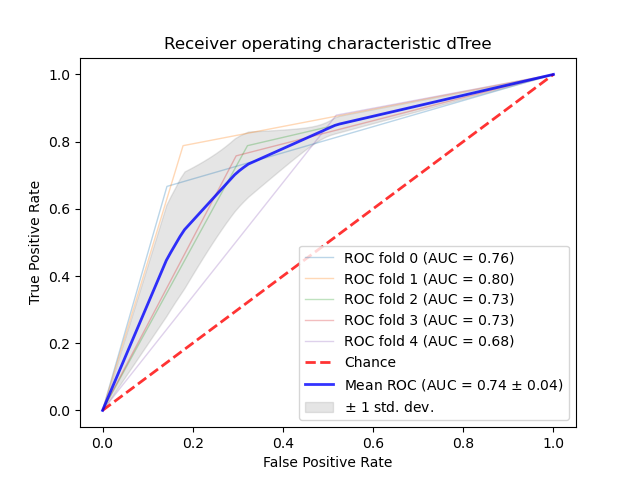 Receiver operating characteristic dTree
True Positive Rate
1.0
0.8
0.6
0.4
0.2
0.0
ROC fold 0 (AUC = 0.76)
ROC fold 1 (AUC = 0.80)
ROC fold 2 (AUC = 0.73)
ROC fold 3 (AUC = 0.73)
ROC fold 4 (AUC = 0.68)
Chance
Mean ROC (AUC = 0.74 ± 0.04)
± 1 std. dev.
0.0 0.2 0.4 0.6 0.8 1.0
False Positive Rate